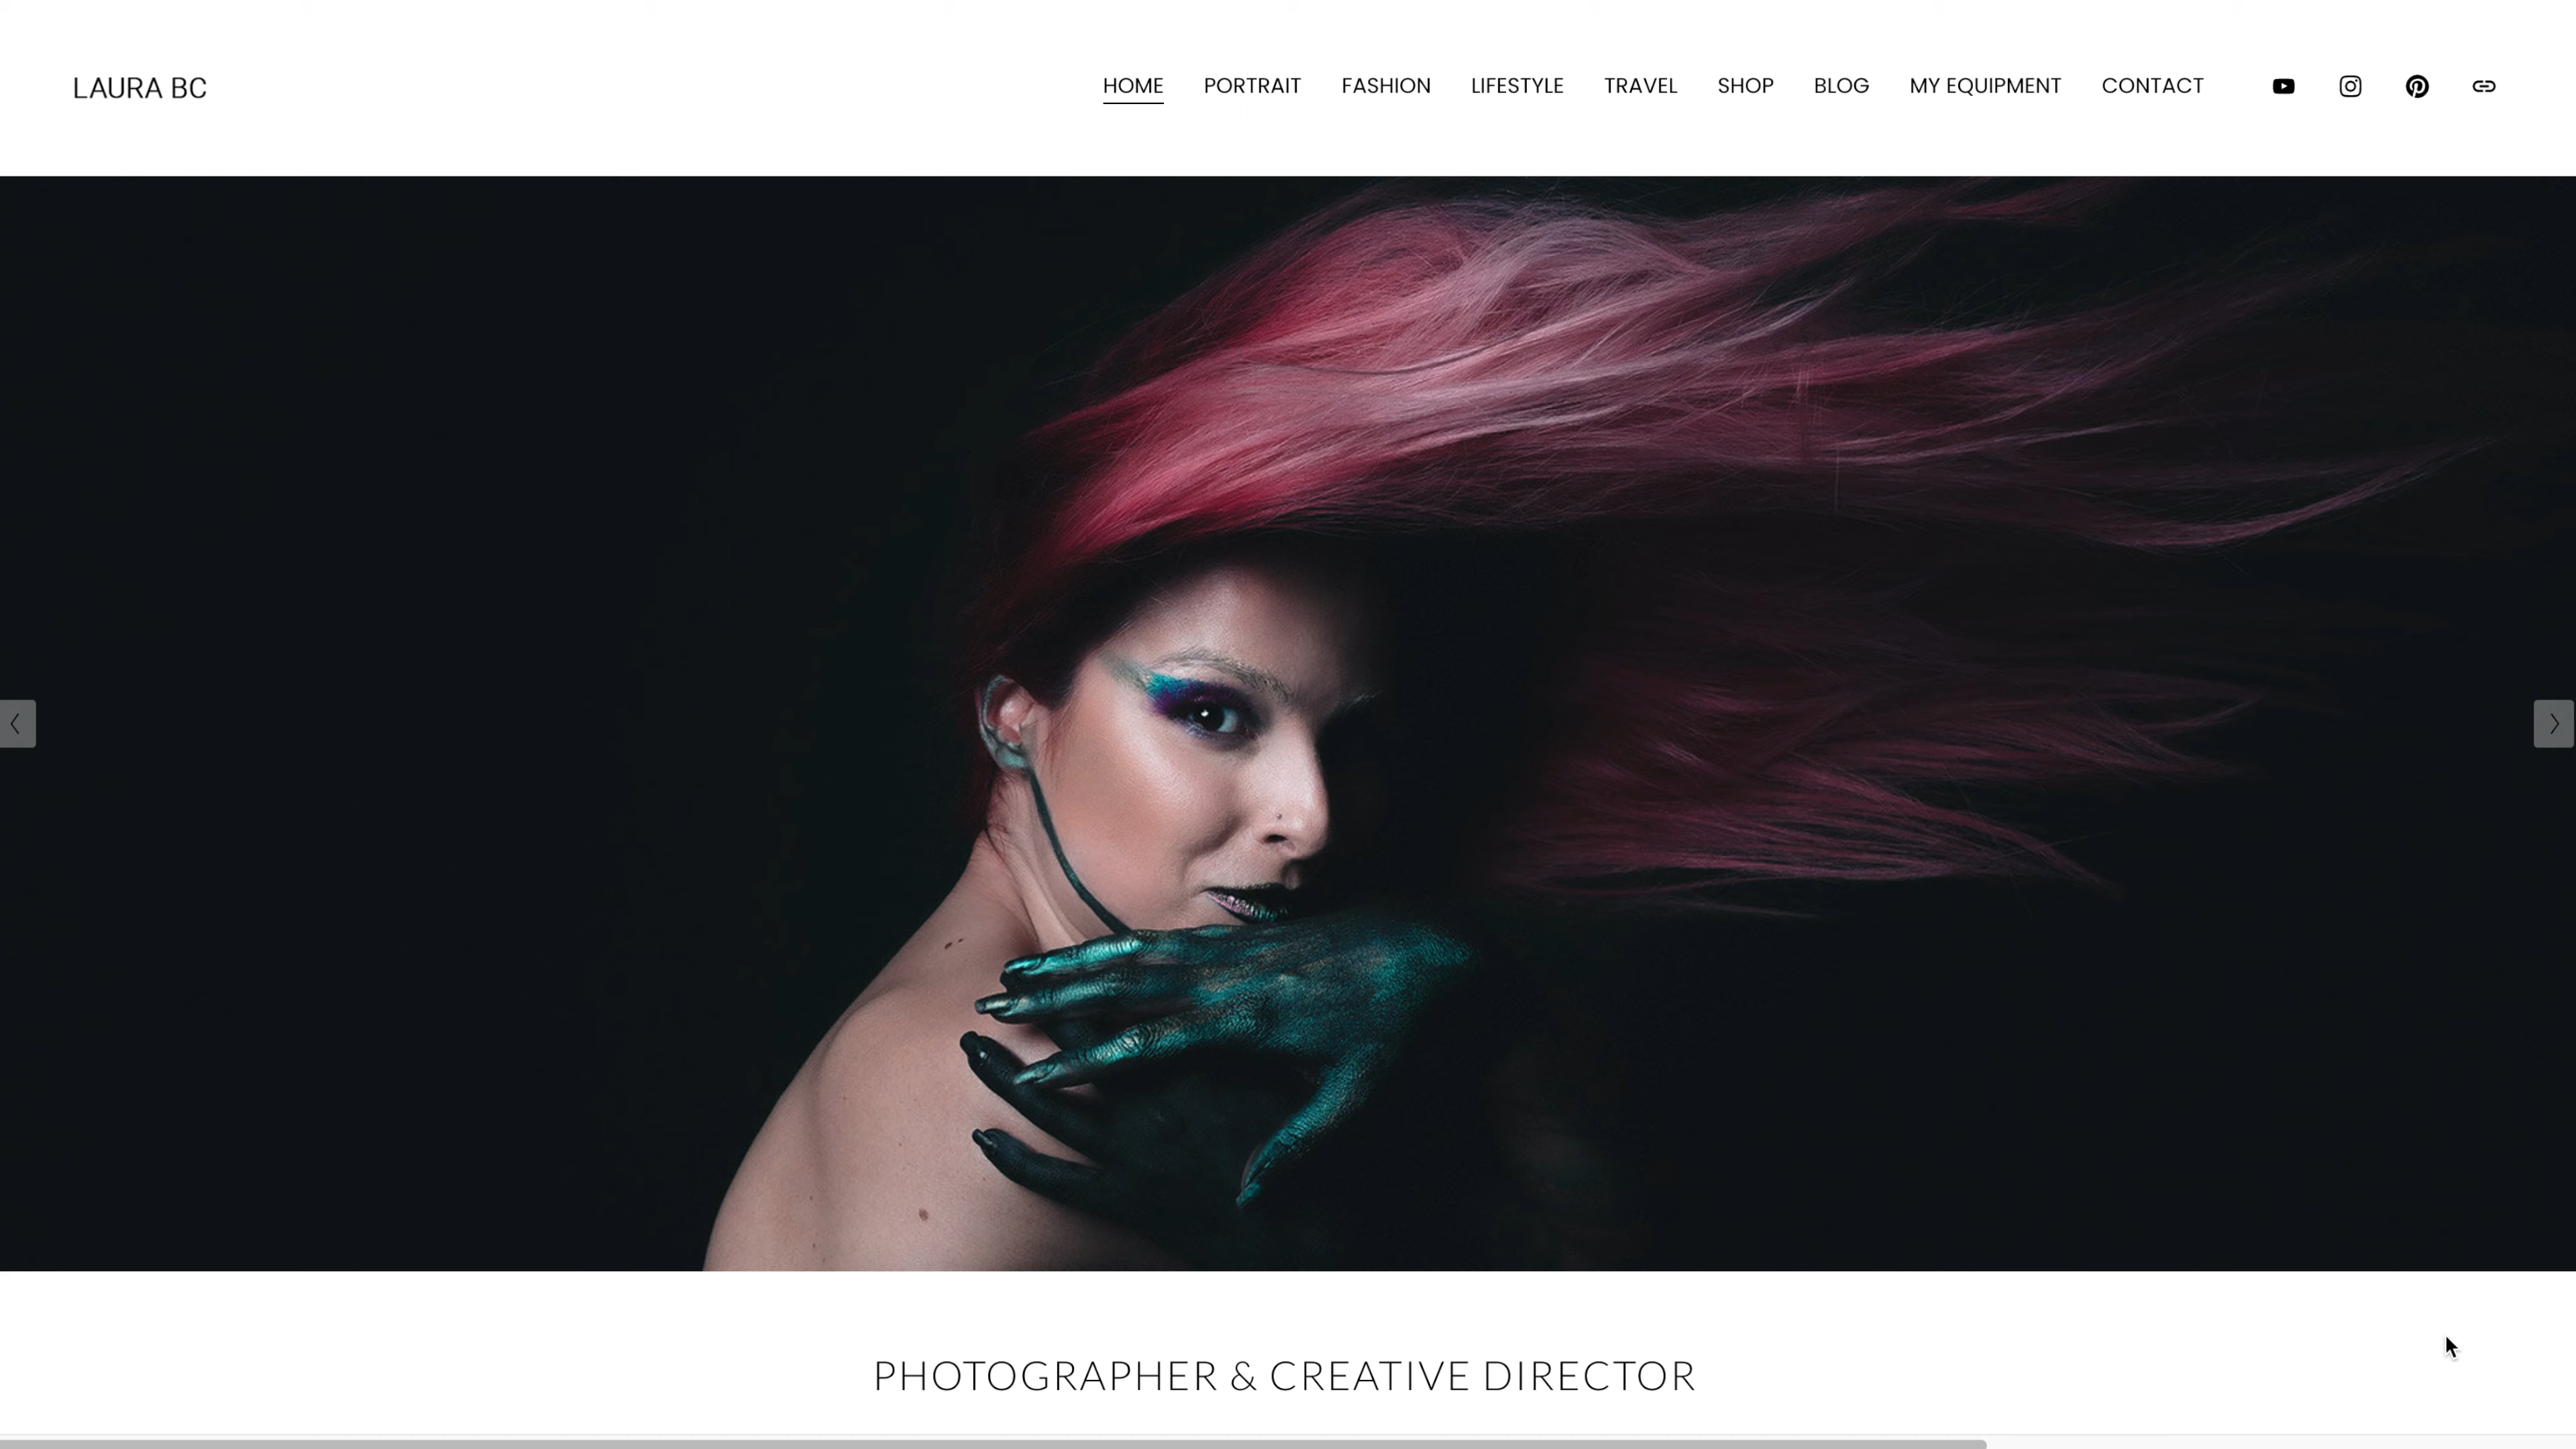 LAURA BC
HOME PORTRAIT FASHION LIFESTYLE TRAVEL SHOP BLOG MY EQUIPMENT CONTACT
PHOTOGRAPHER & CREATIVE DIRECTOR